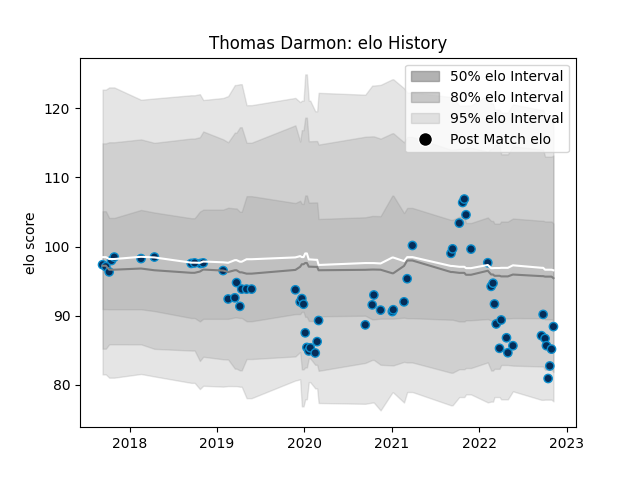 Thomas Darmon: elo History
50% elo Interval
80% elo Interval
95% elo Interval
Post Match elo
elo score
120
110
100
90
80
2018
2019
2020
2021
2022
2023